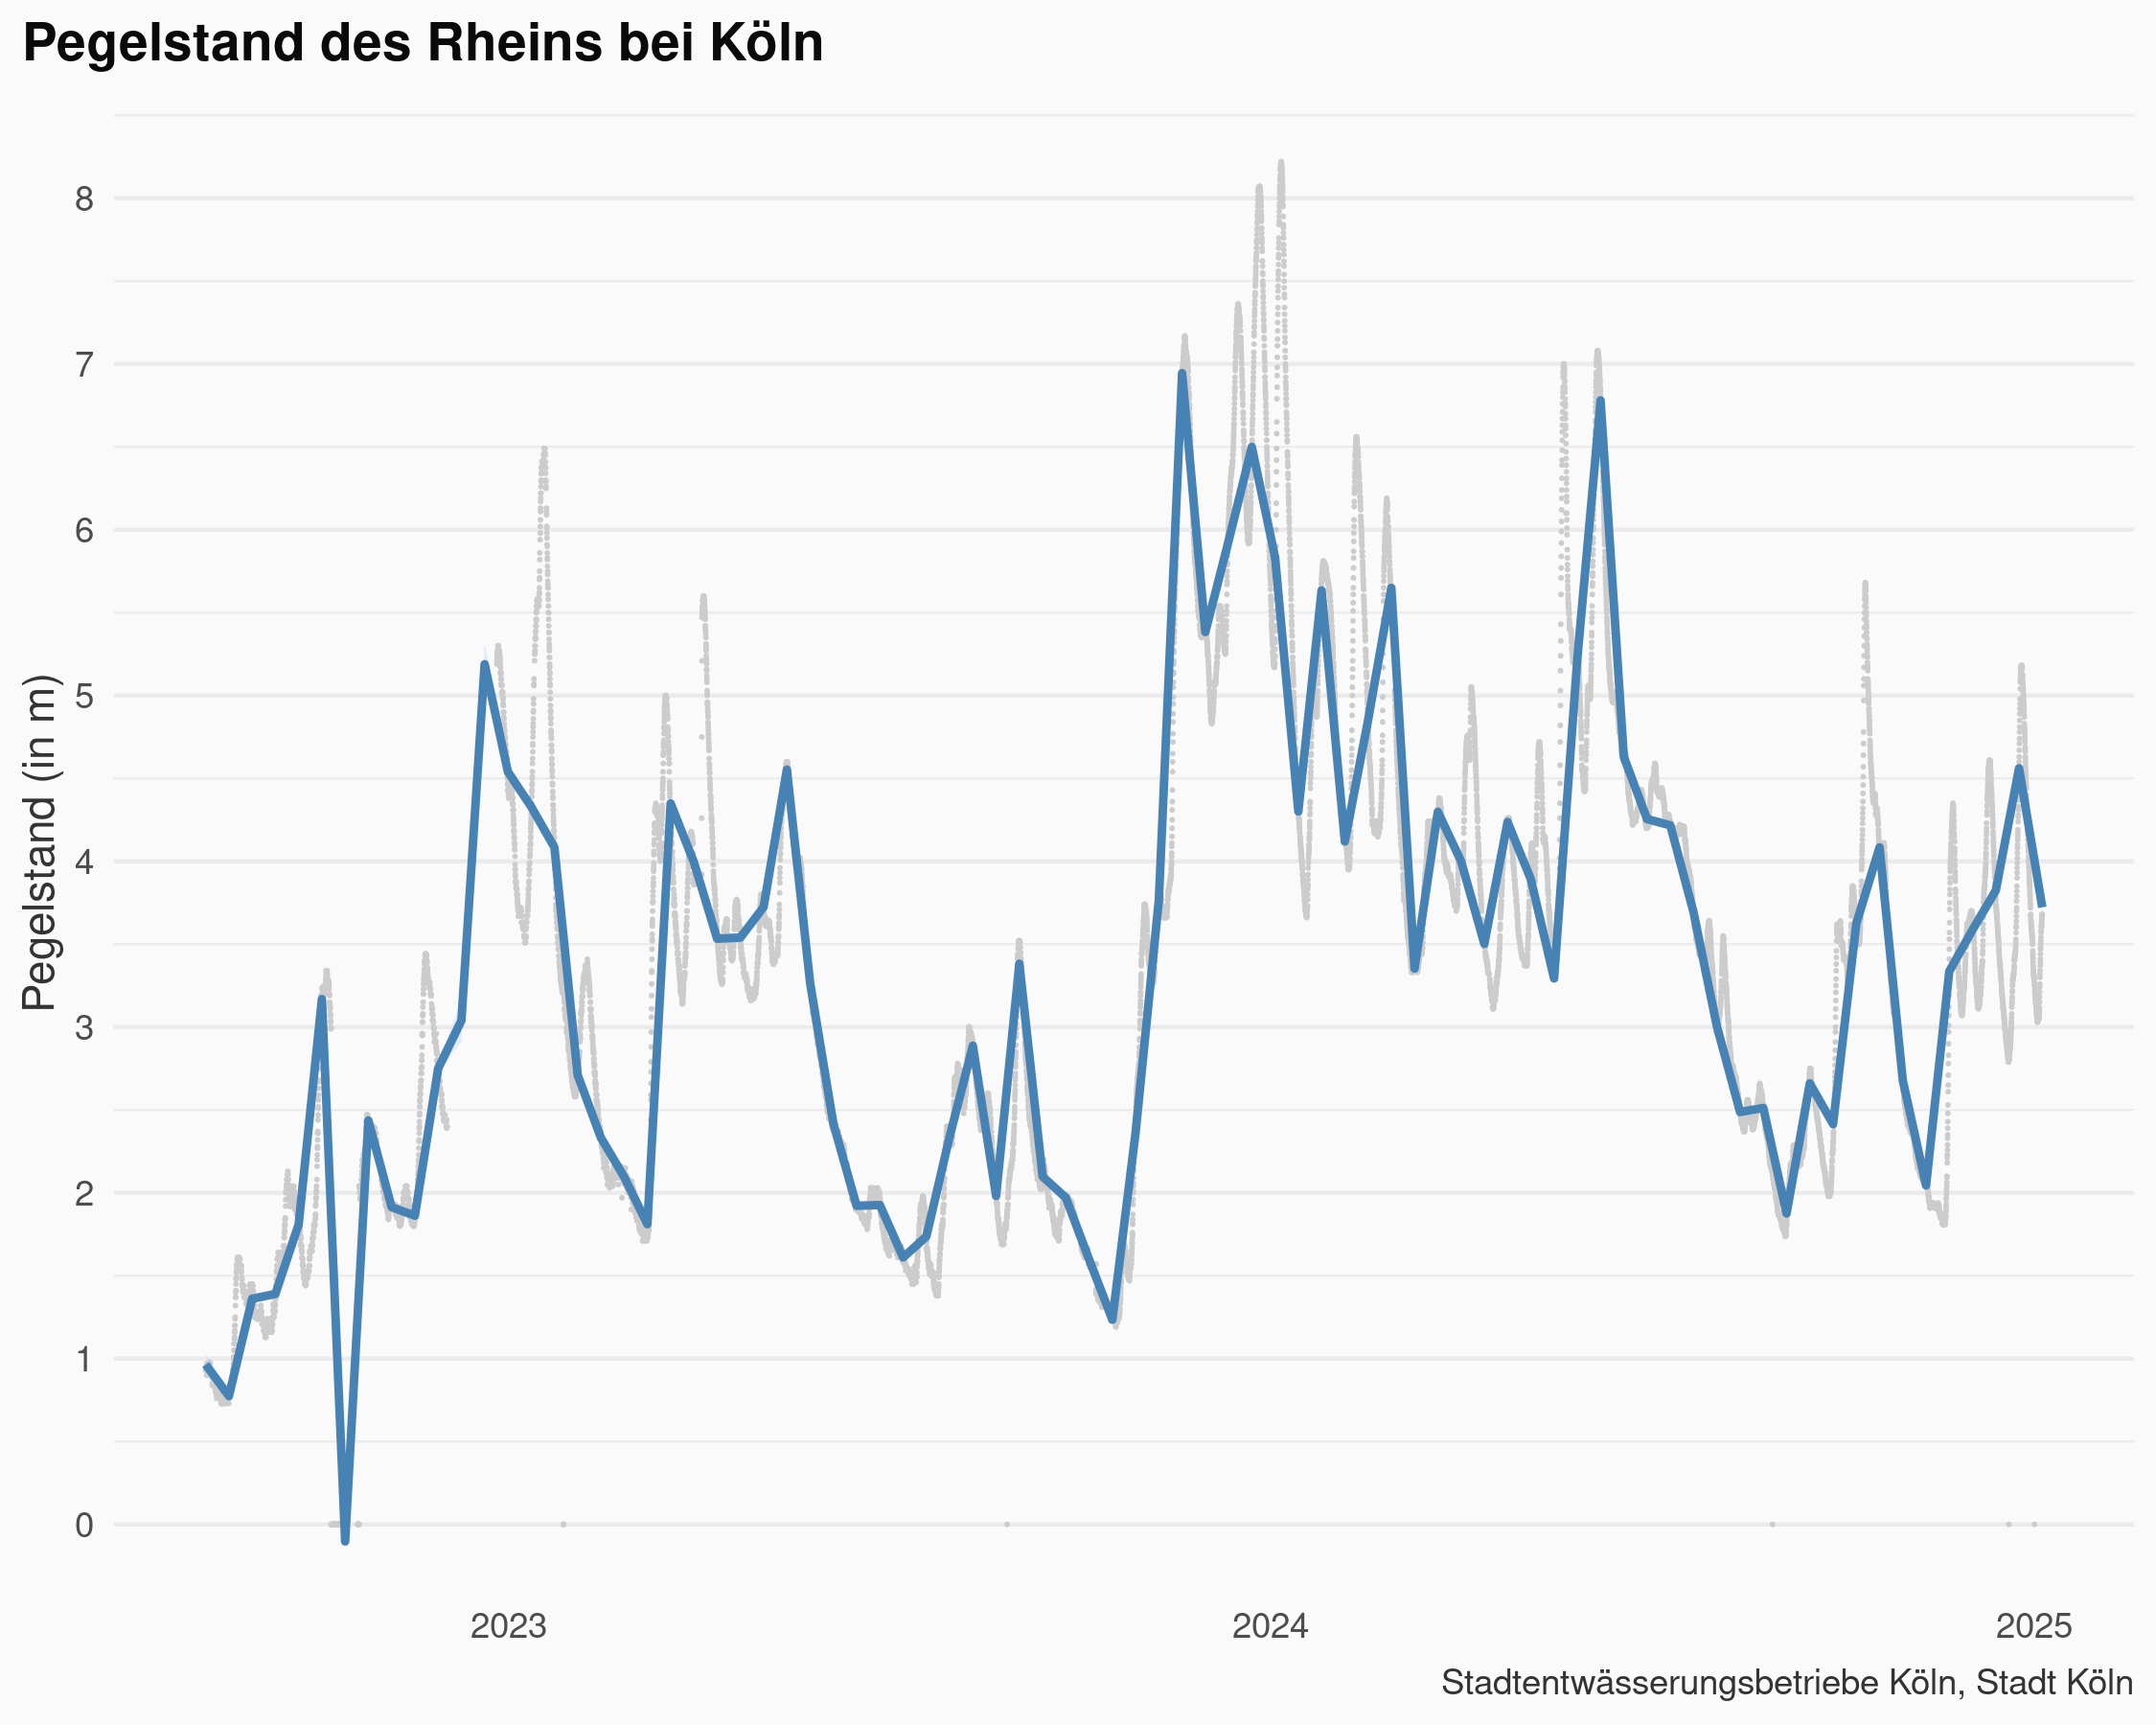 Pegelstand des Rheins bei Köln
Pegelstand (in m)
8
7
6
5
4
3
2
1
0
2023 2024 2025
Stadtentwässerungsbetriebe Köln, Stadt Köln